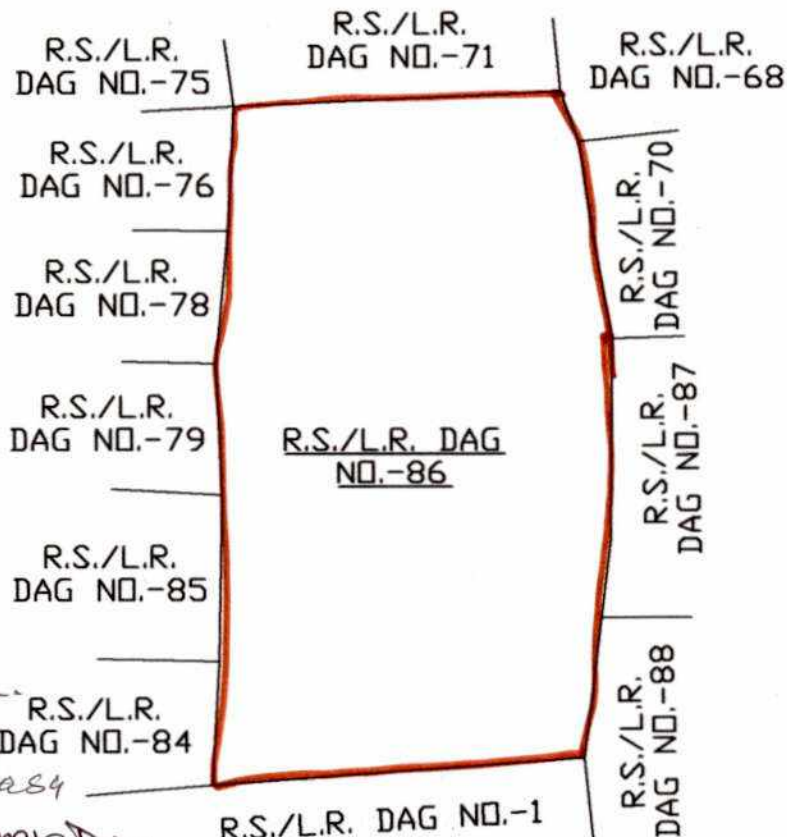 R.S./L.R.
DAG NO.-75
R.S./L.R.
DAG NO.-71
R.S./L.R.
DAG NO.-68
R.S./L.R.
DAG NO.-76
R.S./L.R.
DAG NO.-70
R.S./L.R.
DAG NO.-78
R.S./L.R.
DAG NO.-79
R.S./L.R. DAG
NO.-86
R.S./L.R.
DAG NO.-87
R.S./L.R.
DAG NO.-85
R.S./L.R.
DAG NO.-84
R.S./L.R.
DAG NO.-88
R.S./L.R. DAG NO.-1